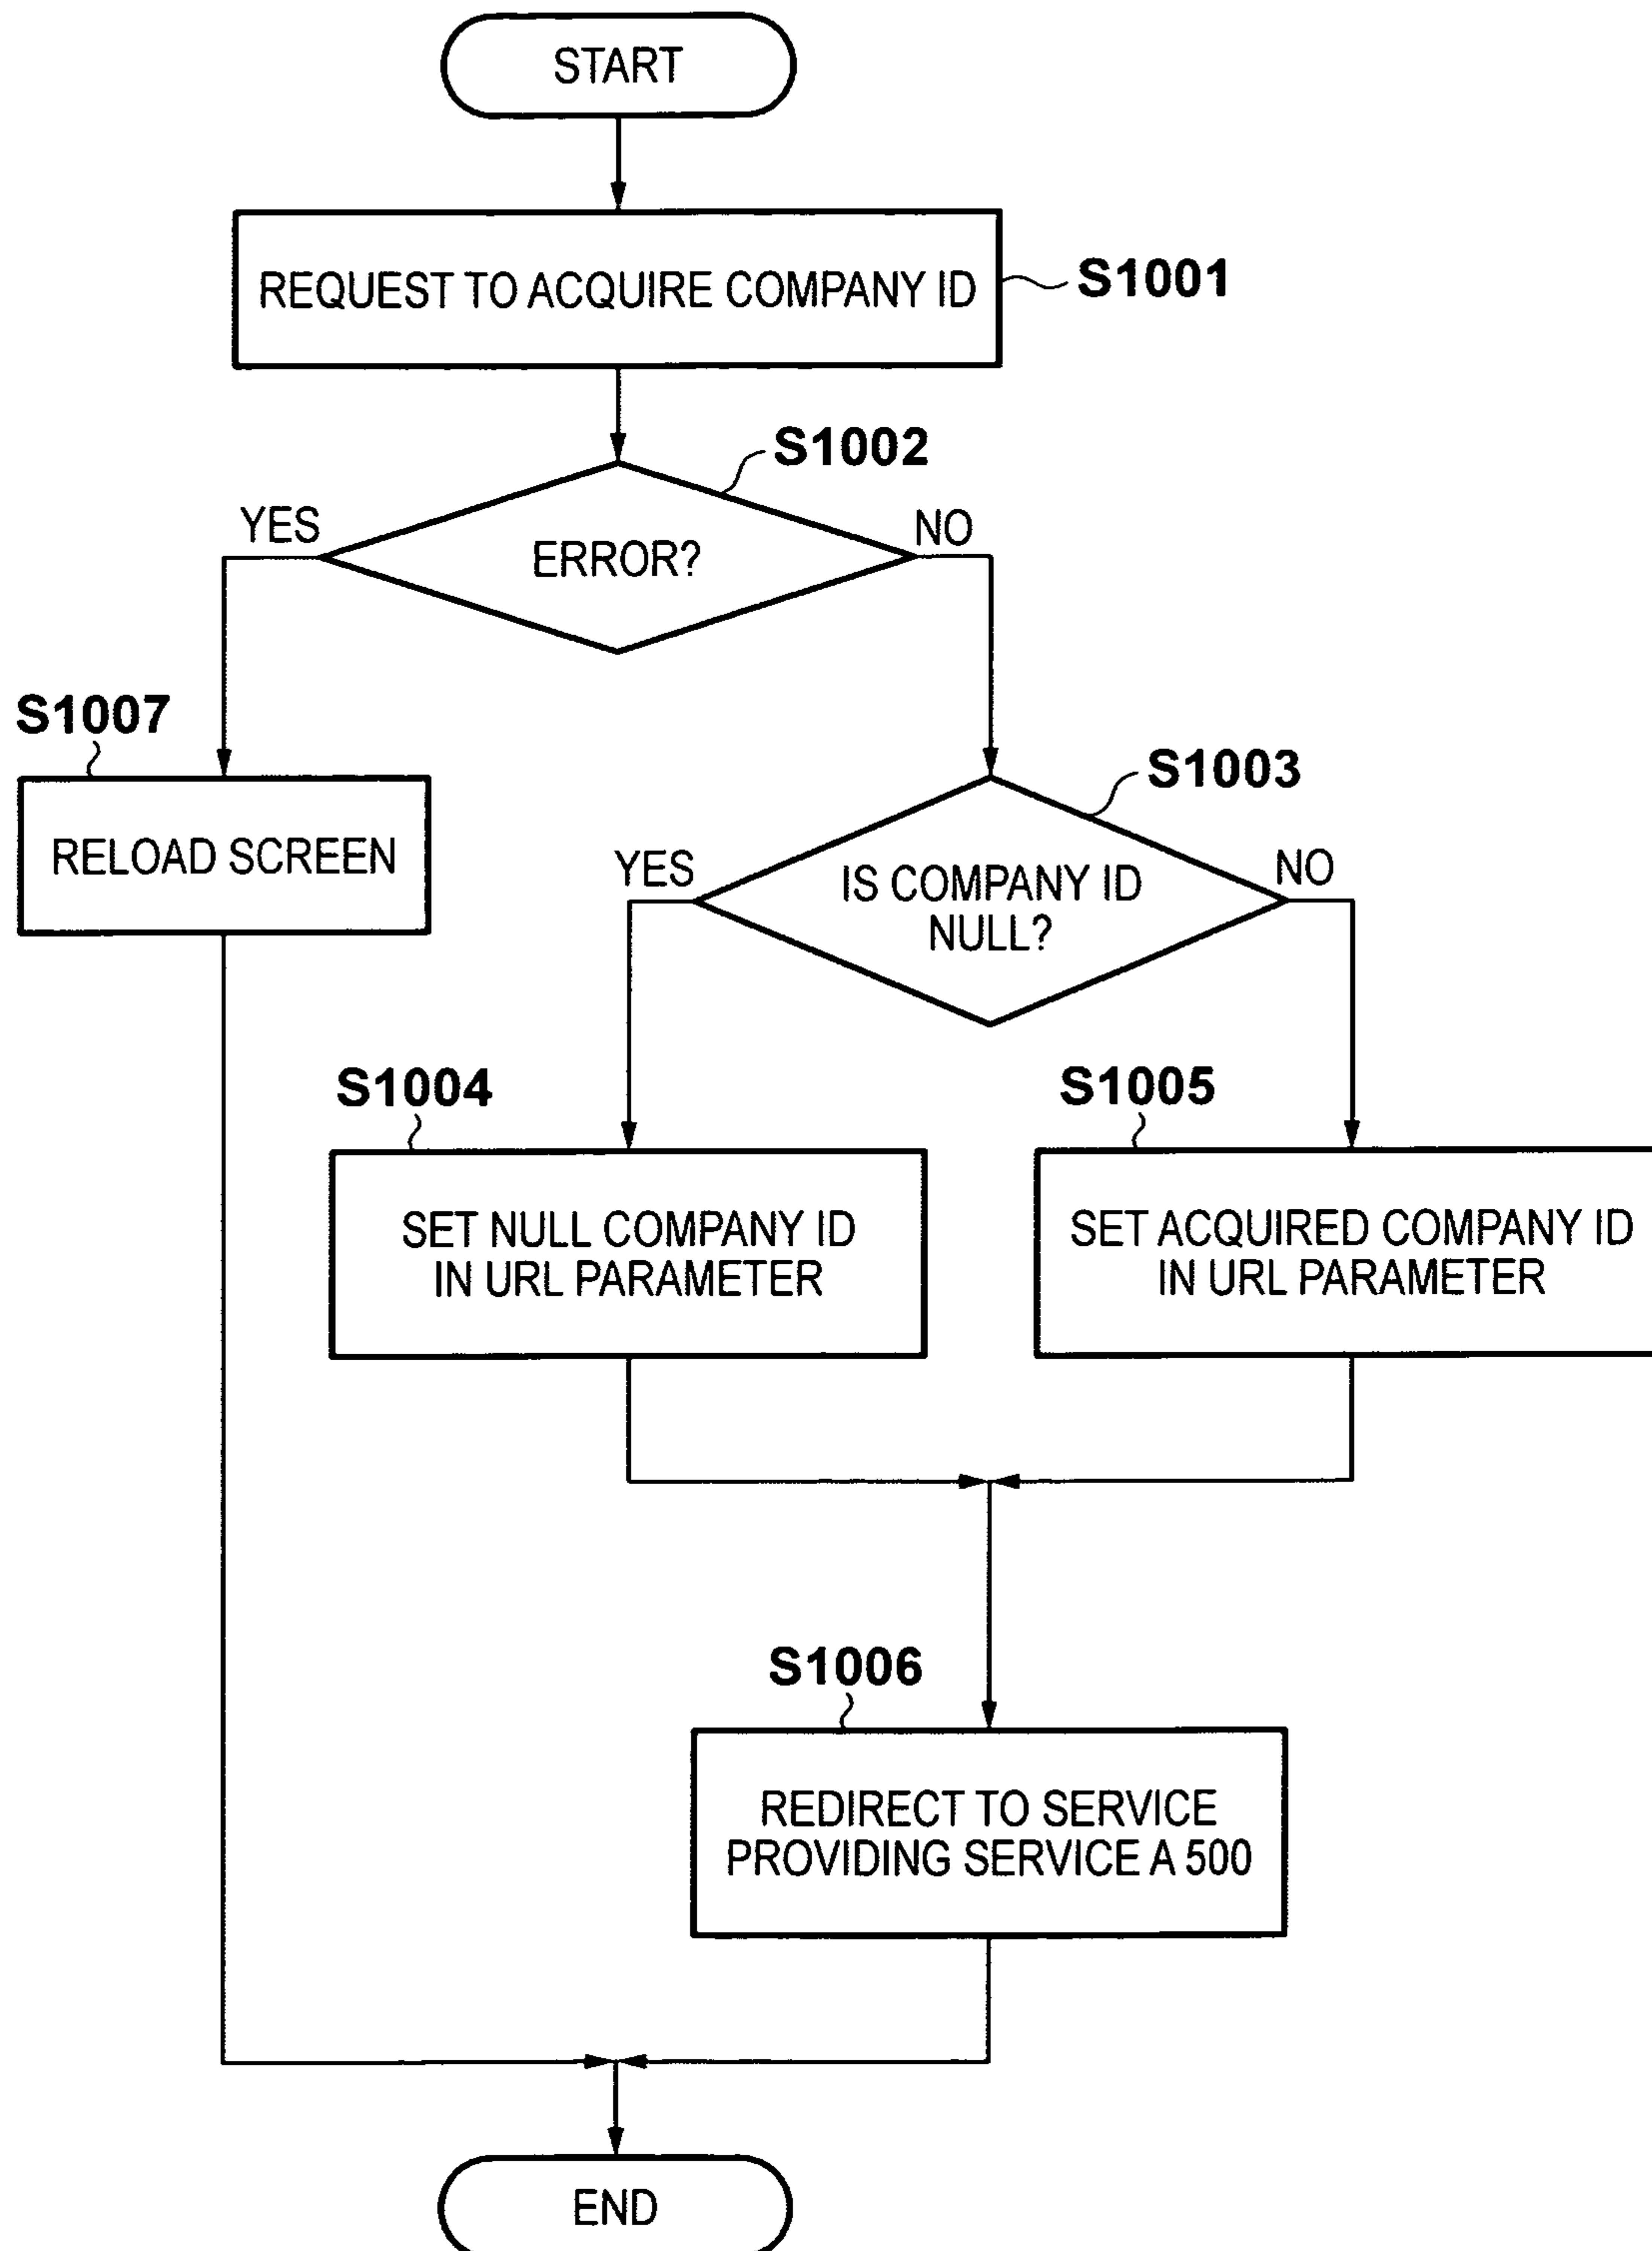 START
REQUEST TO ACQUIRE COMPANY ID
S1001
S1002
YES
ERROR?
NO
S1007
RELOAD SCREEN
S1003
YES
IS COMPANY ID
NULL?
NO
S1004
SET NULL COMPANY ID
IN URL PARAMETER
S1005
SET ACQUIRED COMPANY ID
IN URL PARAMETER
S1006
REDIRECT TO SERVICE
PROVIDING SERVICE A 500
END